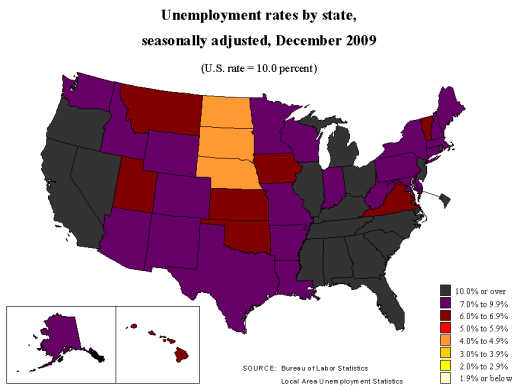 Unemployment rates by state,
seasonally adjusted, December 2009
(U.S. rate = 10.0 percent)
10.0% or over
7.0% to 9.9%
6.0% to 6.9%
5.0% to 5.9%
4.0% to 4.9%
3.0% to 3.9%
2.0% to 2.9%
1.9% or below
SOURCE: Bureau of Labor Statistics
Local Area Unemployment Statistics